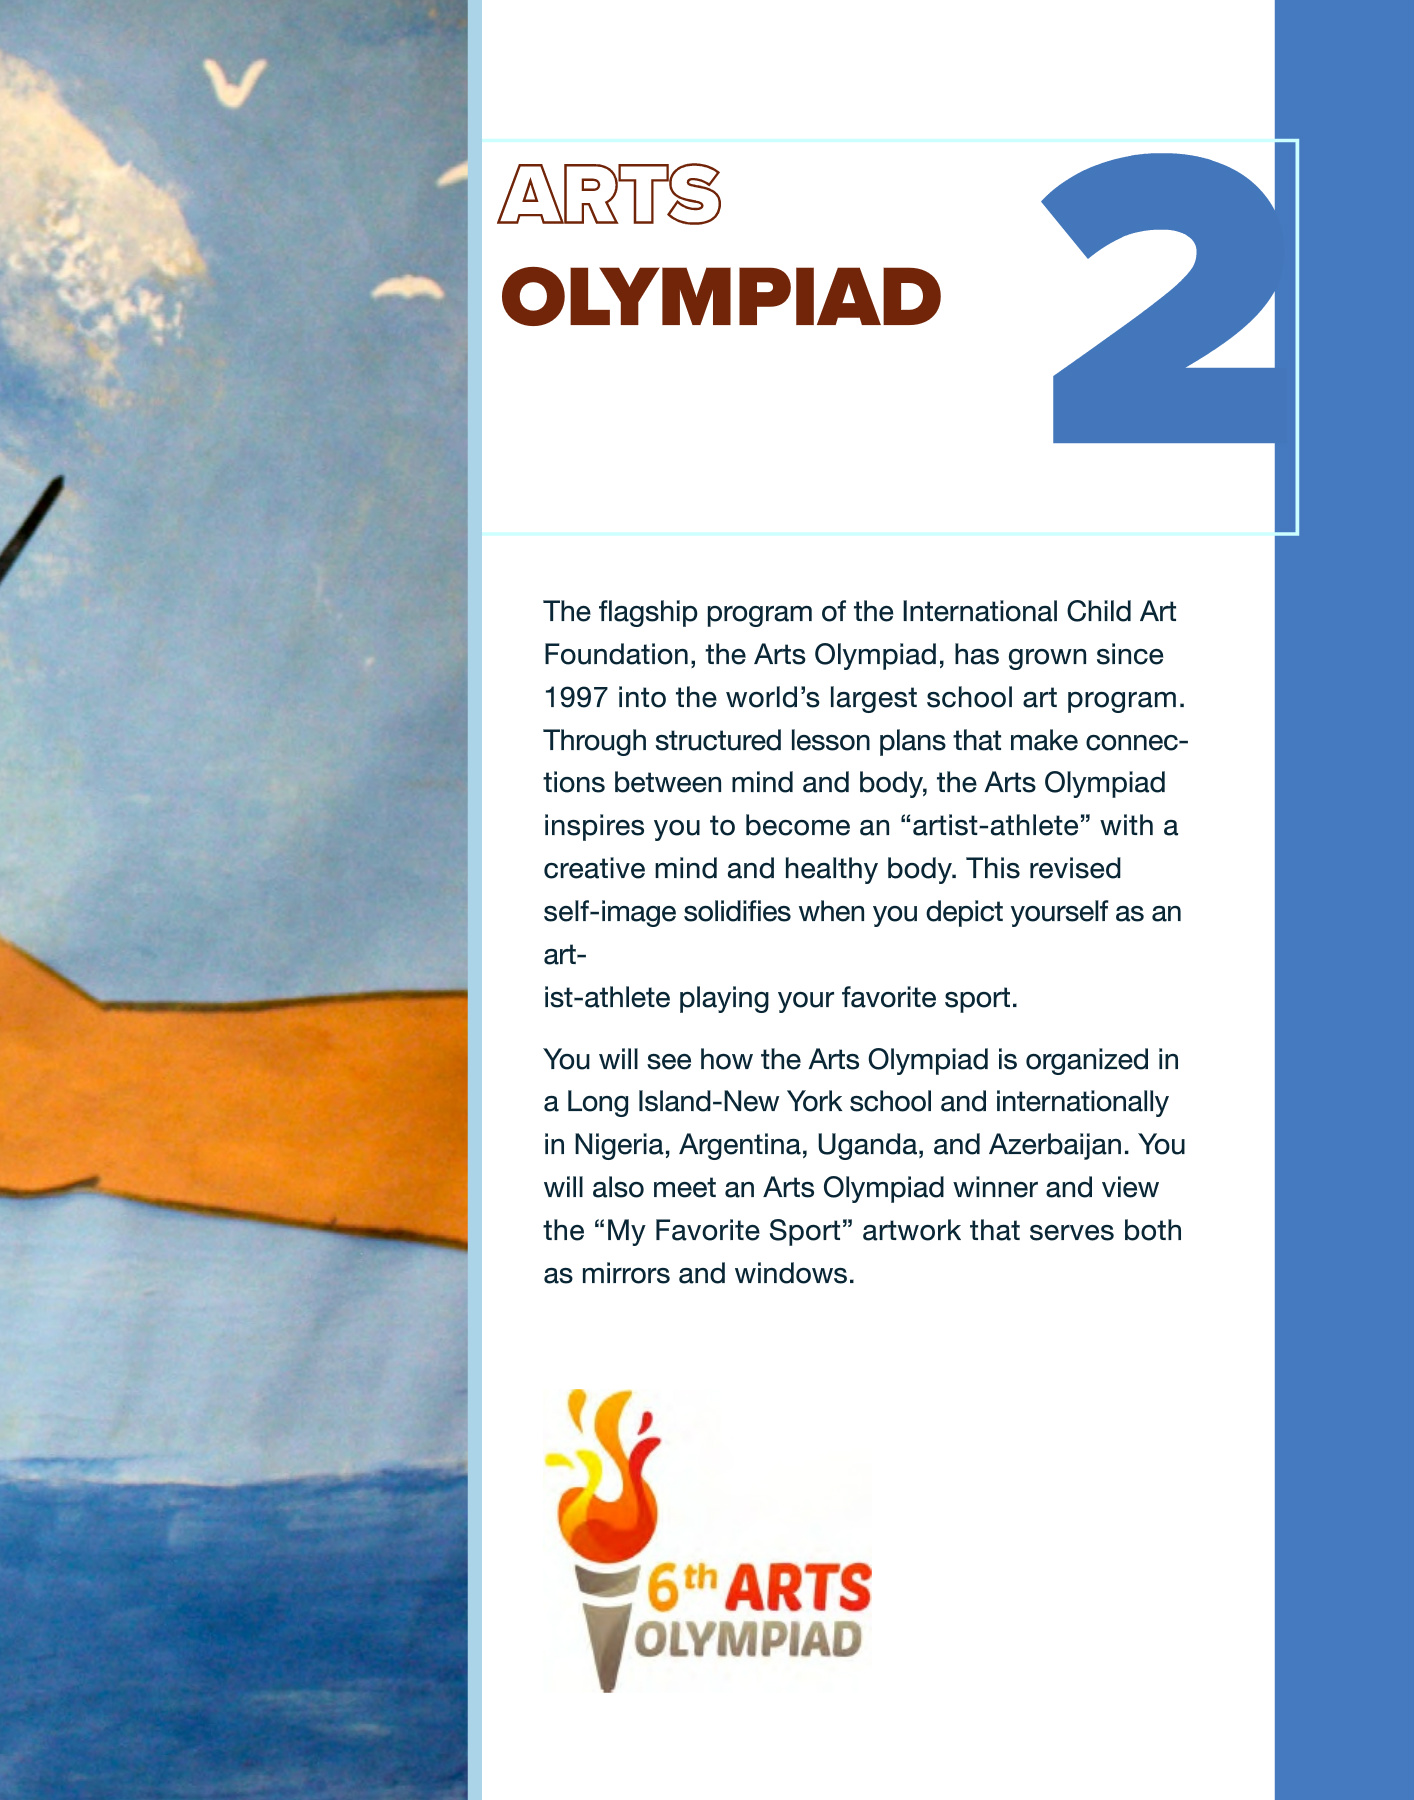 ARTS
OLYMPIAD
2
The flagship program of the International Child Art
Foundation, the Arts Olympiad, has grown since
1997 into the world’s largest school art program.
Through structured lesson plans that make connec-
tions between mind and body, the Arts Olympiad
inspires you to become an “artist-athlete” with a
creative mind and healthy body. This revised
self-image solidifies when you depict yourself as an
art-
ist-athlete playing your favorite sport.
You will see how the Arts Olympiad is organized in
a Long Island-New York school and internationally
in Nigeria, Argentina, Uganda, and Azerbaijan. You
will also meet an Arts Olympiad winner and view
the “My Favorite Sport” artwork that serves both
as mirrors and windows.
6th ARTS
OLYMPIAD